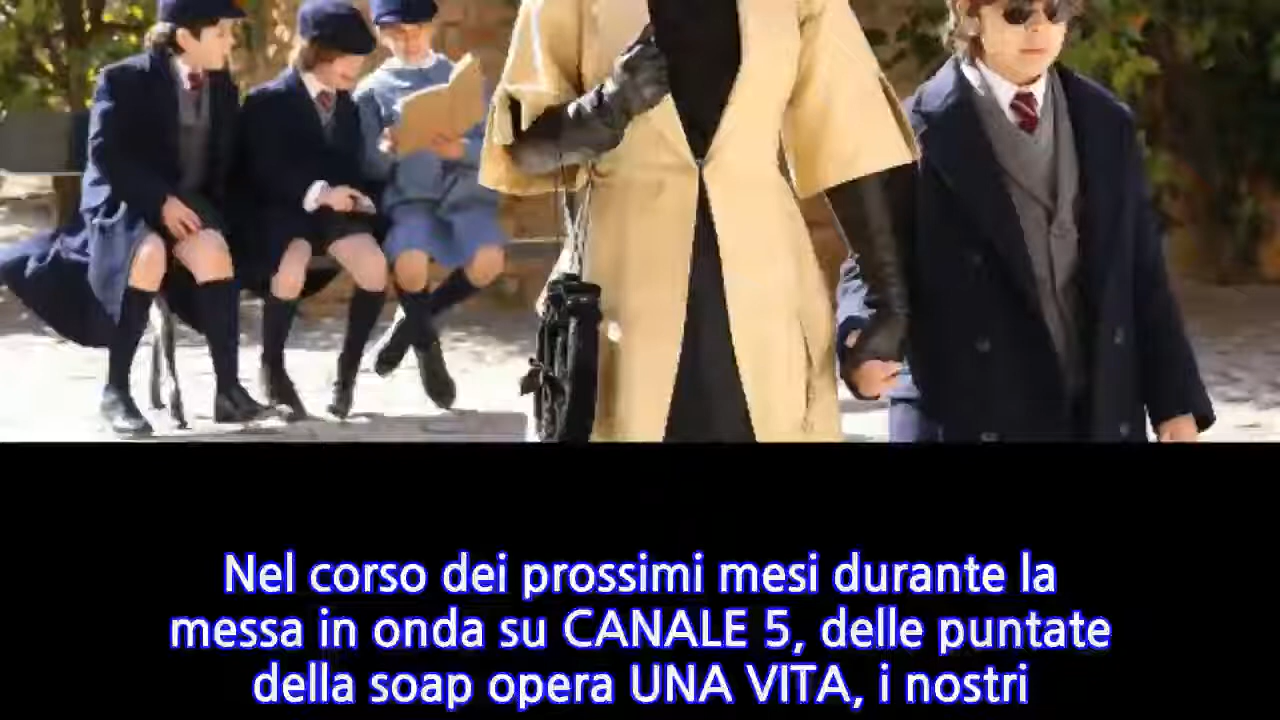 Nel corso dei prossimi mesi durante la
messa in onda su CANALE 5, delle puntate
della soap opera UNA VITA, i nostri